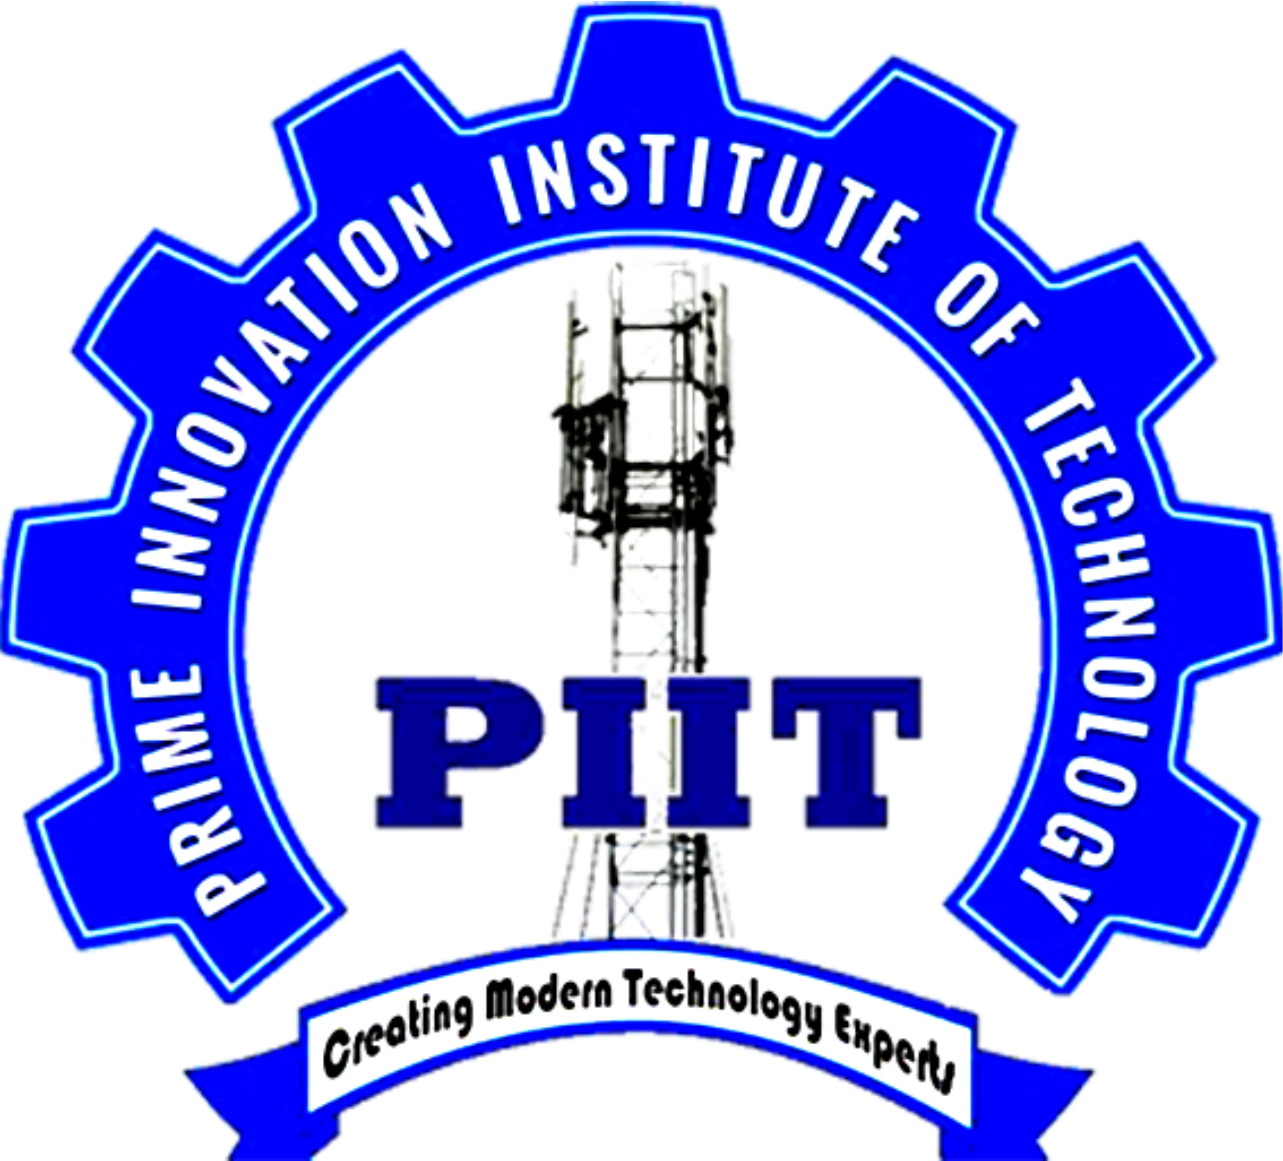 PRIME INNOVATION INSTITUTE OF TECHNOLOGY
PIIT
Creating Modern Technology Experts